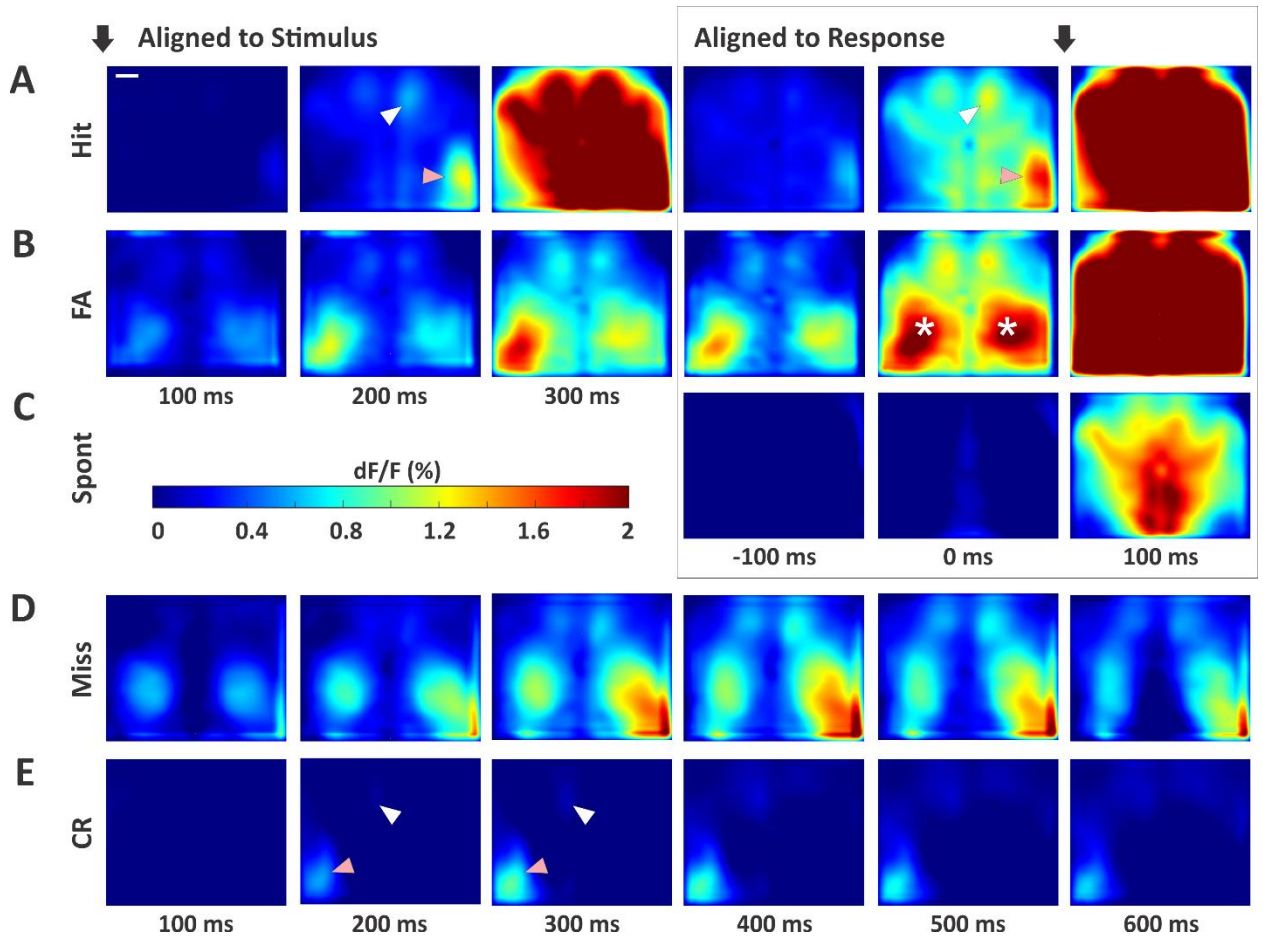 Aligned to Stimulus
Aligned to Response
A
Hit
B
FA
* *
100 ms 200 ms 300 ms
C
Spont
dF/F (%)
0 0.4 0.8 1.2 1.6 2
-100 ms 0 ms 100 ms
D
Miss
E
CR
100 ms 200 ms 300 ms 400 ms 500 ms 600 ms